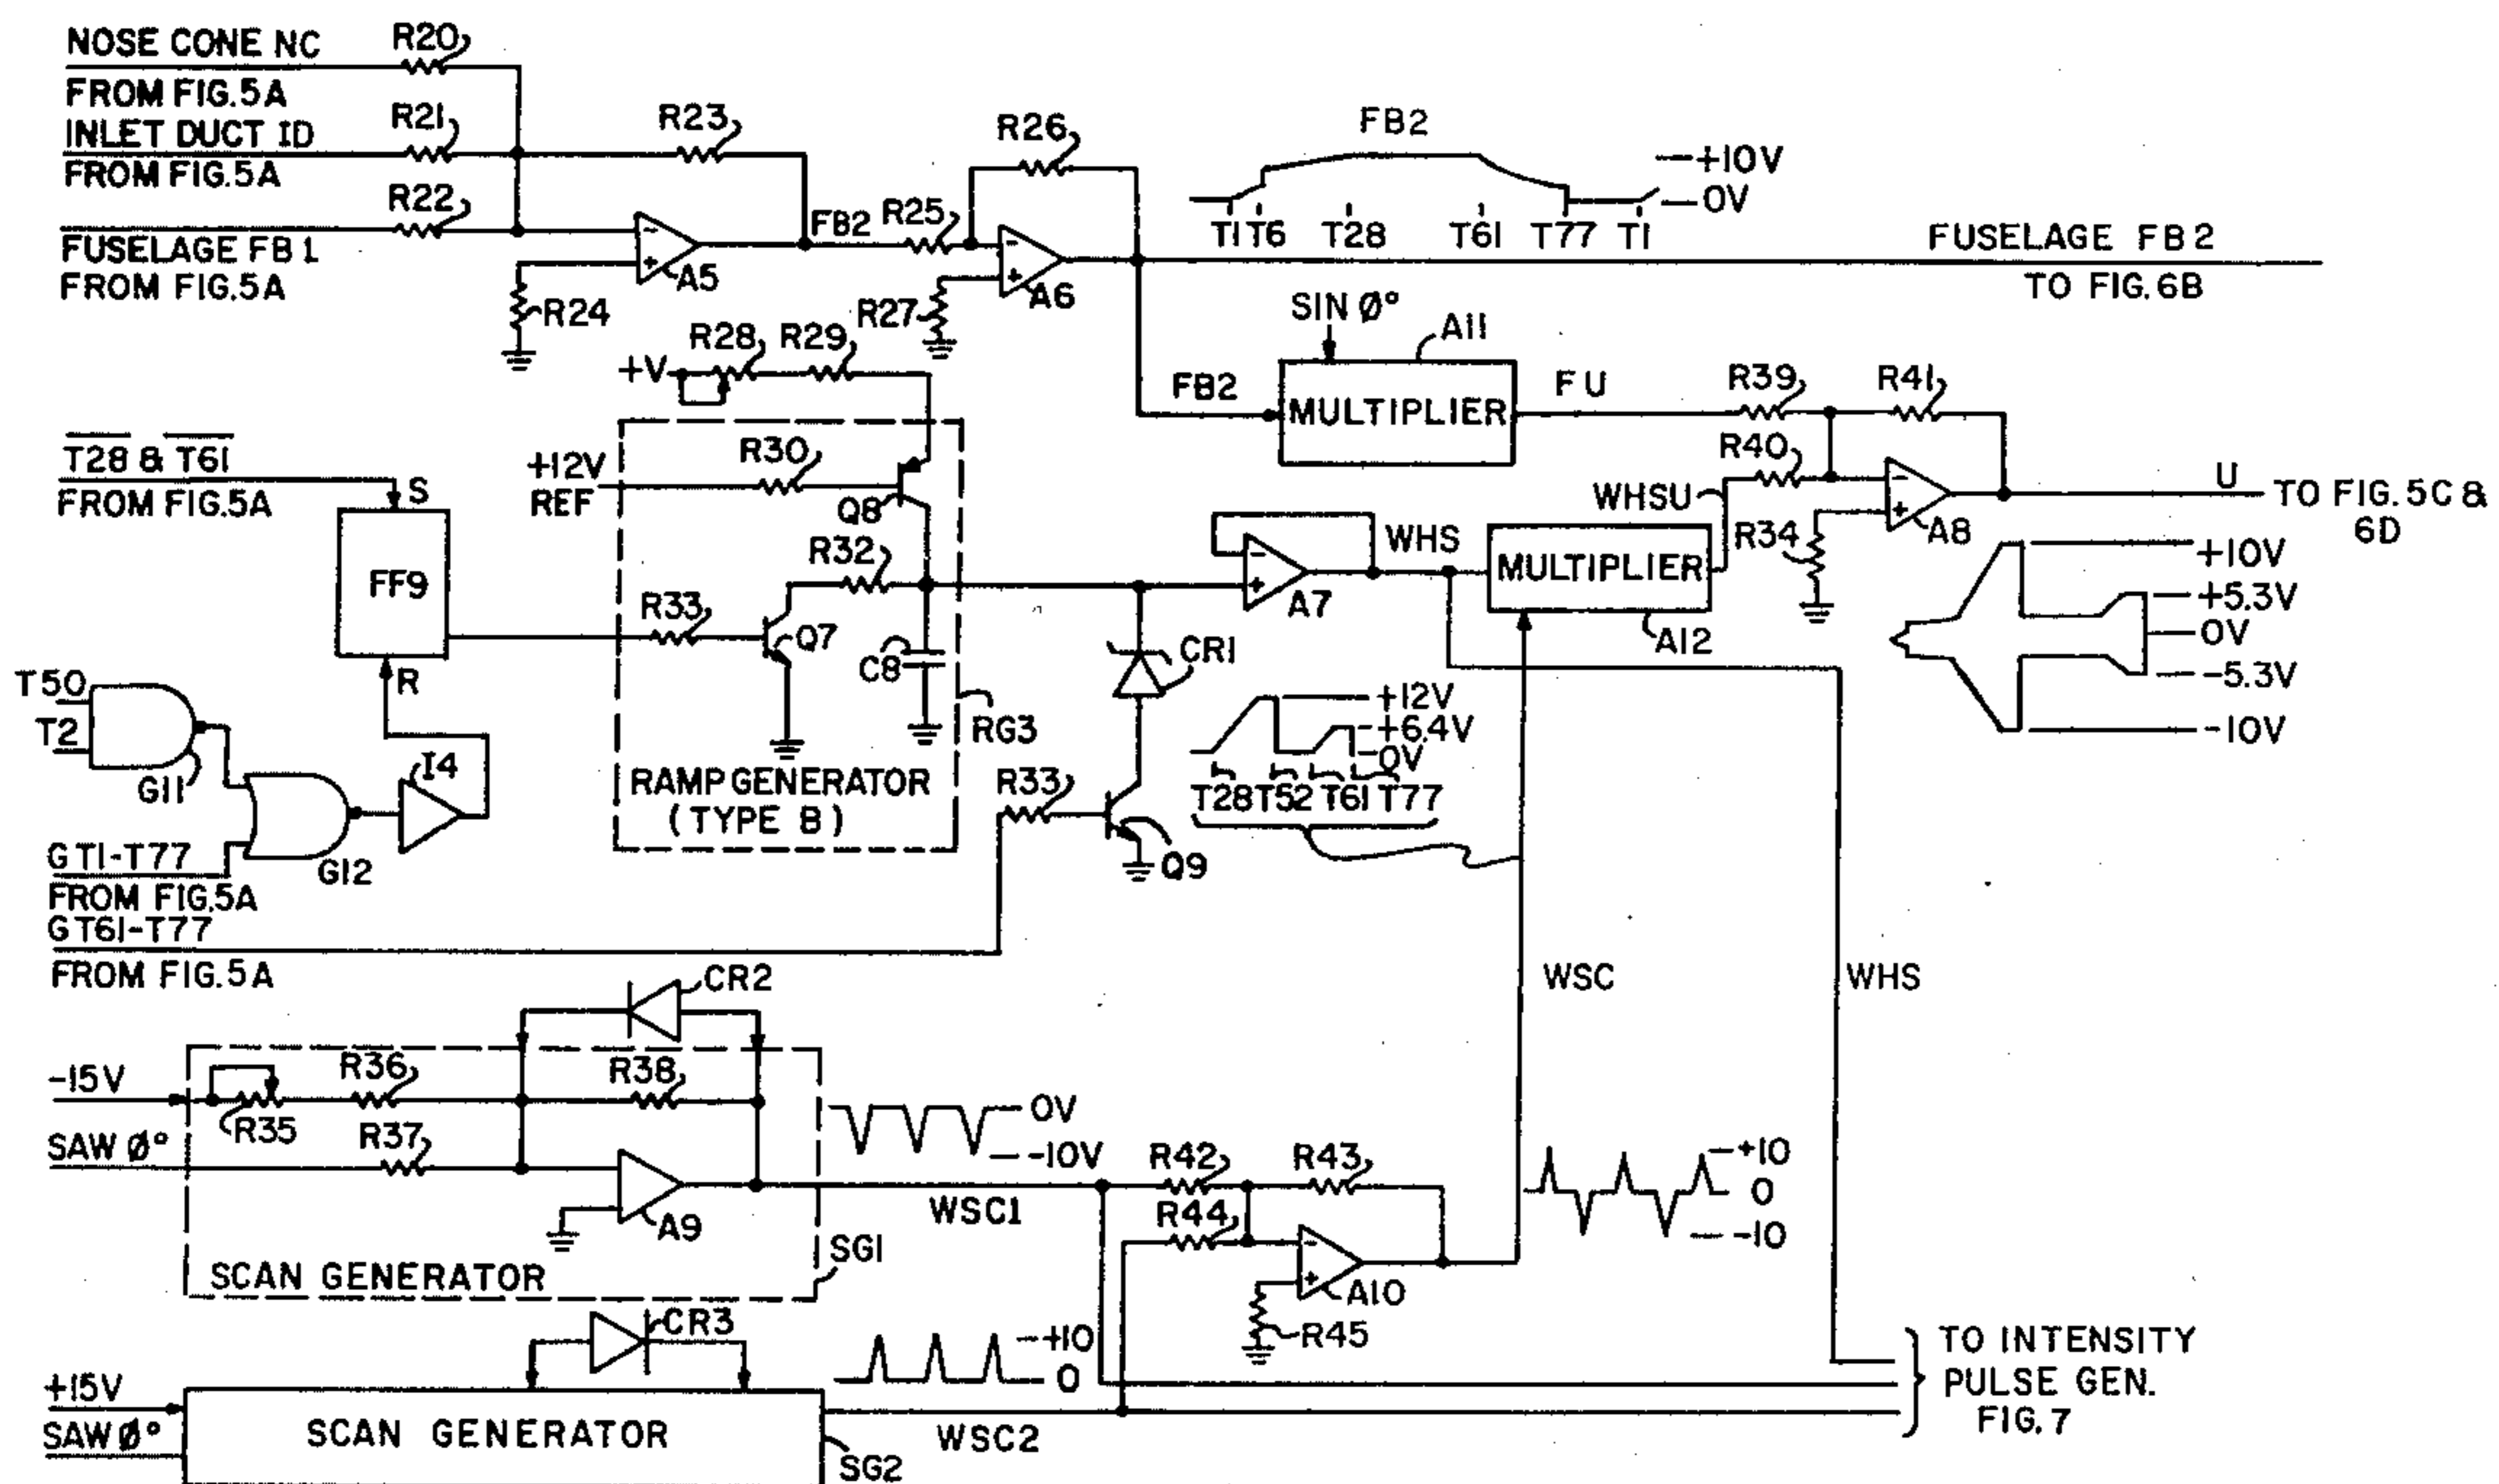 NOSE CONE NC
FROM FIG.5A
R20
INLET DUCT ID
FROM FIG.5A
R21
FUSELAGE FB1
FROM FIG.5A
R22
R23
R24
A5
FB2
R25
R26
R27
A6
FB2
+10V
0V
T1 T6 T28 T61 T77 T1
FUSELAGE FB2
TO FIG.6B
SIN Ø°
A11
FB2
MULTIPLIER
FU
R39
R41
R40
WHSU
R34
A8
U
TO FIG.5C &
6D
+10V
+5.3V
0V
-5.3V
-10V
+V
R28
R29
T28 & T61
FROM FIG.5A
S
FF9
R
+12V
REF
R30
Q8
R32
R33
Q7
C8
RG3
RAMP GENERATOR
(TYPE B)
A7
WHS
MULTIPLIER
A12
CR1
+12V
+6.4V
0V
T28 T52 T61 T77
T50
T2
G11
I4
G12
GT1-T77
FROM FIG.5A
GT61-T77
FROM FIG.5A
R33
Q9
WSC
WHS
CR2
-15V
R35
R36
R38
SAW Ø°
R37
A9
SCAN GENERATOR
SG1
0V
-10V
WSC1
R42
R43
R44
A10
R45
+10
0
-10
CR3
+15V
SAW Ø°
SCAN GENERATOR
SG2
+10
0
WSC2
TO INTENSITY
PULSE GEN.
FIG.7